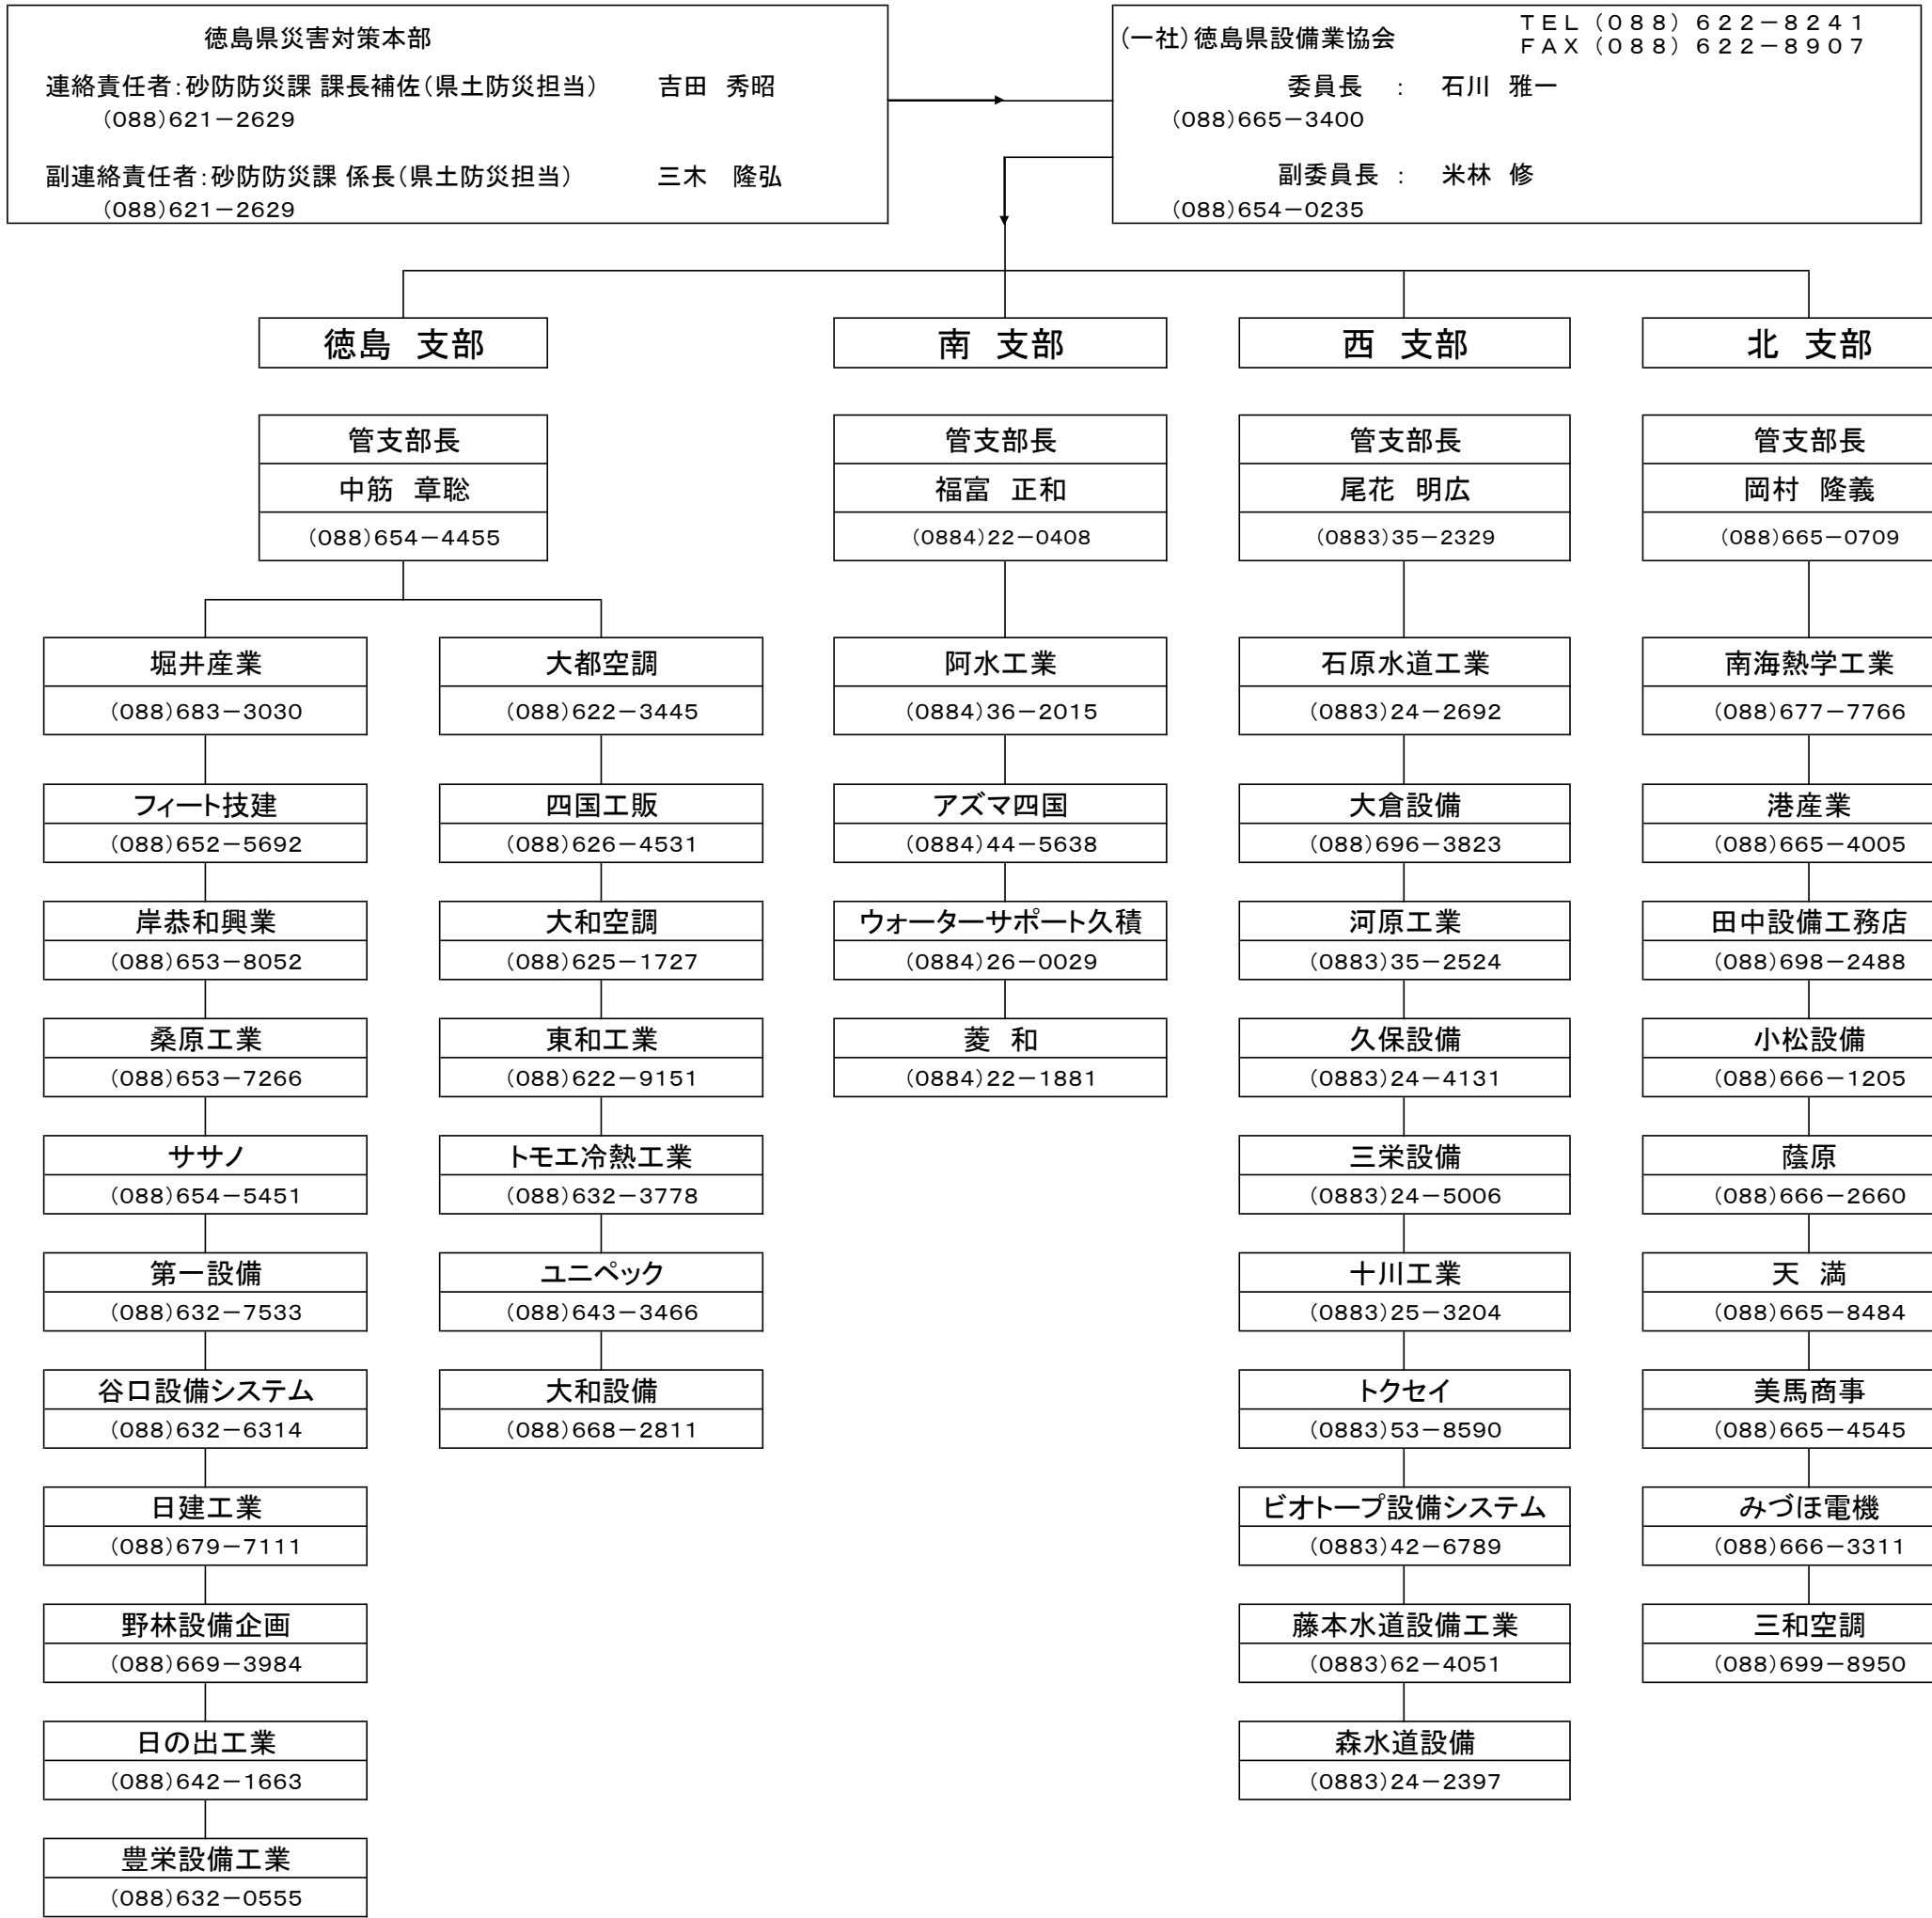 徳島県災害対策本部
連絡責任者：砂防防災課 課長補佐（県土防災担当） 吉田 秀昭
（088）621－2629
副連絡責任者：砂防防災課 係長（県土防災担当） 三木 隆弘
（088）621－2629
（一社）徳島県設備業協会
ＴＥＬ（０８８）６２２－８２４１
ＦＡＸ（０８８）６２２－８９０７
委員長 ： 石川 雅一
（088）665－3400
副委員長 ： 米林 修
（088）654－0235
徳島 支部
管支部長
中筋 章聡
（088）654－4455
堀井産業
（088）683－3030
フィート技建
（088）652－5692
岸恭和興業
（088）653－8052
桑原工業
（088）653－7266
ササノ
（088）654－5451
第一設備
（088）632－7533
谷口設備システム
（088）632－6314
日建工業
（088）679－7111
野林設備企画
（088）669－3984
日の出工業
（088）642－1663
豊栄設備工業
（088）632－0555
大都空調
（088）622－3445
四国工販
（088）626－4531
大和空調
（088）625－1727
東和工業
（088）622－9151
トモエ冷熱工業
（088）632－3778
ユニペック
（088）643－3466
大和設備
（088）668－2811
南 支部
管支部長
福富 正和
（0884）22－0408
阿水工業
（0884）36－2015
アズマ四国
（0884）44－5638
ウォーターサポート久積
（0884）26－0029
菱 和
（0884）22－1881
西 支部
管支部長
尾花 明広
（0883）35－2329
石原水道工業
（0883）24－2692
大倉設備
（088）696－3823
河原工業
（0883）35－2524
久保設備
（0883）24－4131
三栄設備
（0883）24－5006
十川工業
（0883）25－3204
トクセイ
（0883）53－8590
ビオトープ設備システム
（0883）42－6789
藤本水道設備工業
（0883）62－4051
森水道設備
（0883）24－2397
北 支部
管支部長
岡村 隆義
（088）665－0709
南海熱学工業
（088）677－7766
港産業
（088）665－4005
田中設備工務店
（088）698－2488
小松設備
（088）666－1205
蔭原
（088）666－2660
天 満
（088）665－8484
美馬商事
（088）665－4545
みづほ電機
（088）666－3311
三和空調
（088）699－8950